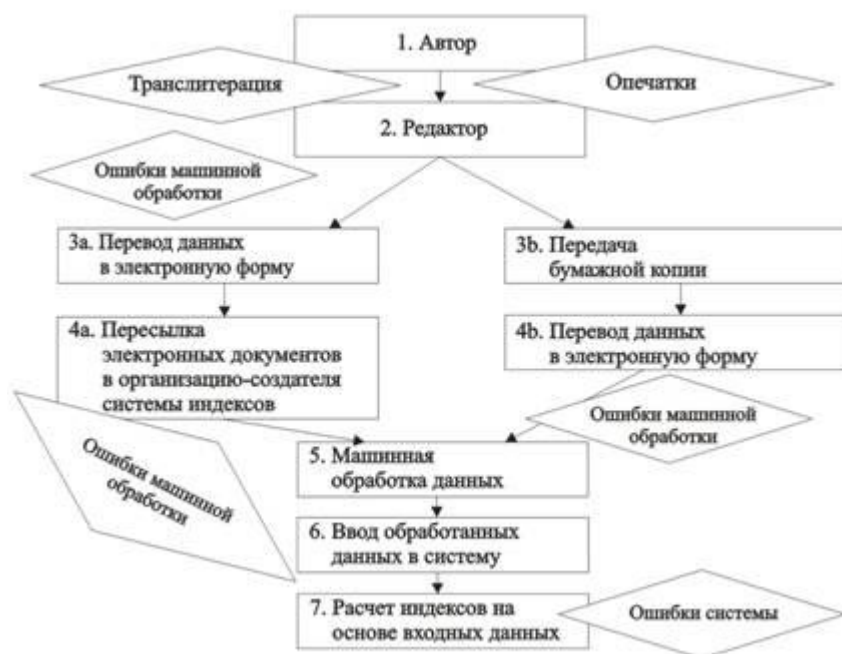 1. Автор
Транслитерация
Опечатки
2. Редактор
Ошибки машинной
обработки
3а. Перевод данных
в электронную форму
3b. Передача
бумажной копии
4а. Пересылка
электронных документов
в организацию-создателя
системы индексов
4b. Перевод данных
в электронную форму
Ошибки машинной
обработки
Ошибки машинной
обработки
5. Машинная
обработка данных
6. Ввод обработанных
данных в систему
7. Расчет индексов на
основе входных данных
Ошибки системы